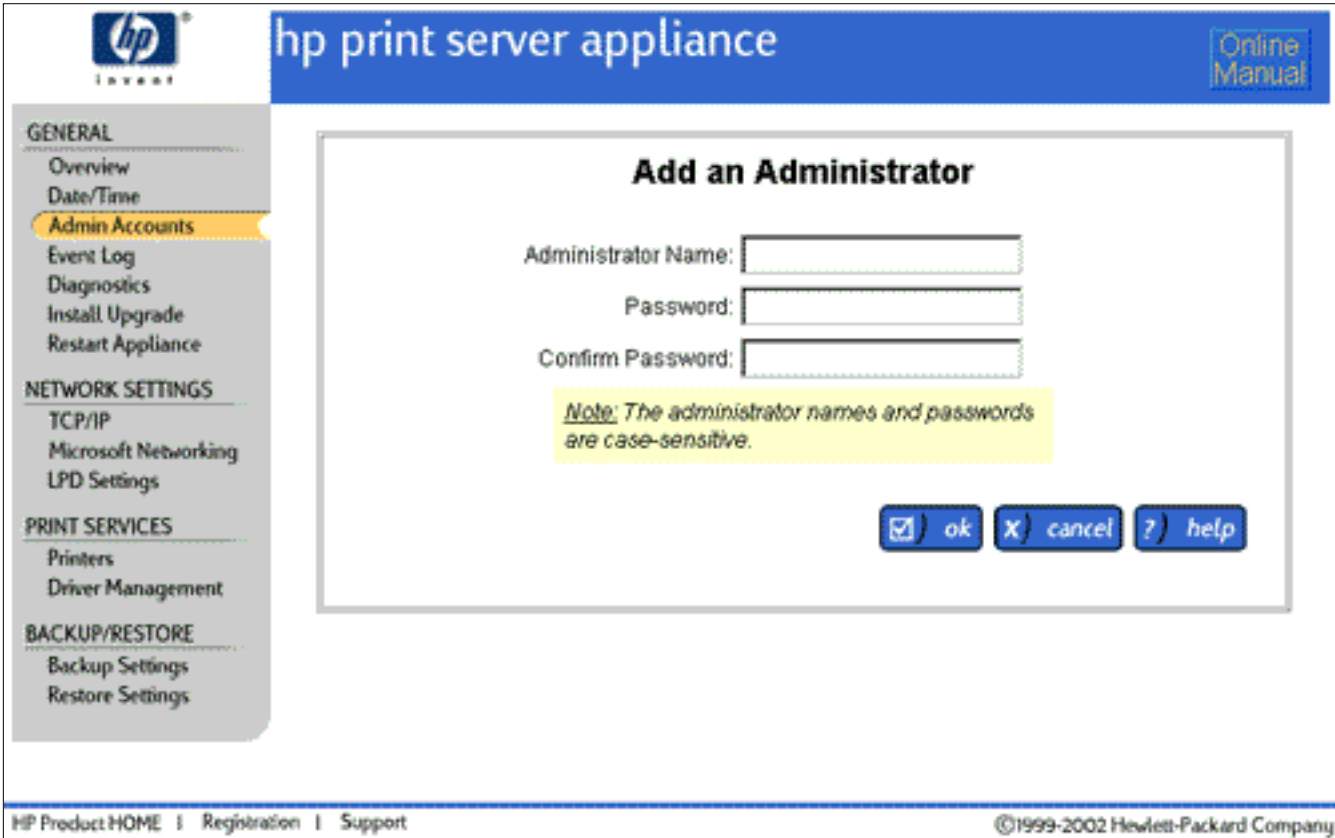 hp
®
invent
hp print server appliance
Online
Manual
GENERAL
Overview
Date/Time
Admin Accounts
Event Log
Diagnostics
Install Upgrade
Restart Appliance
NETWORK SETTINGS
TCP/IP
Microsoft Networking
LPD Settings
PRINT SERVICES
Printers
Driver Management
BACKUP/RESTORE
Backup Settings
Restore Settings
Add an Administrator
Administrator Name:
Password:
Confirm Password:
Note: The administrator names and passwords
are case-sensitive.
ok
X) cancel
?) help
HP Product HOME | Registration | Support
©1999-2002 Hewlett-Packard Company